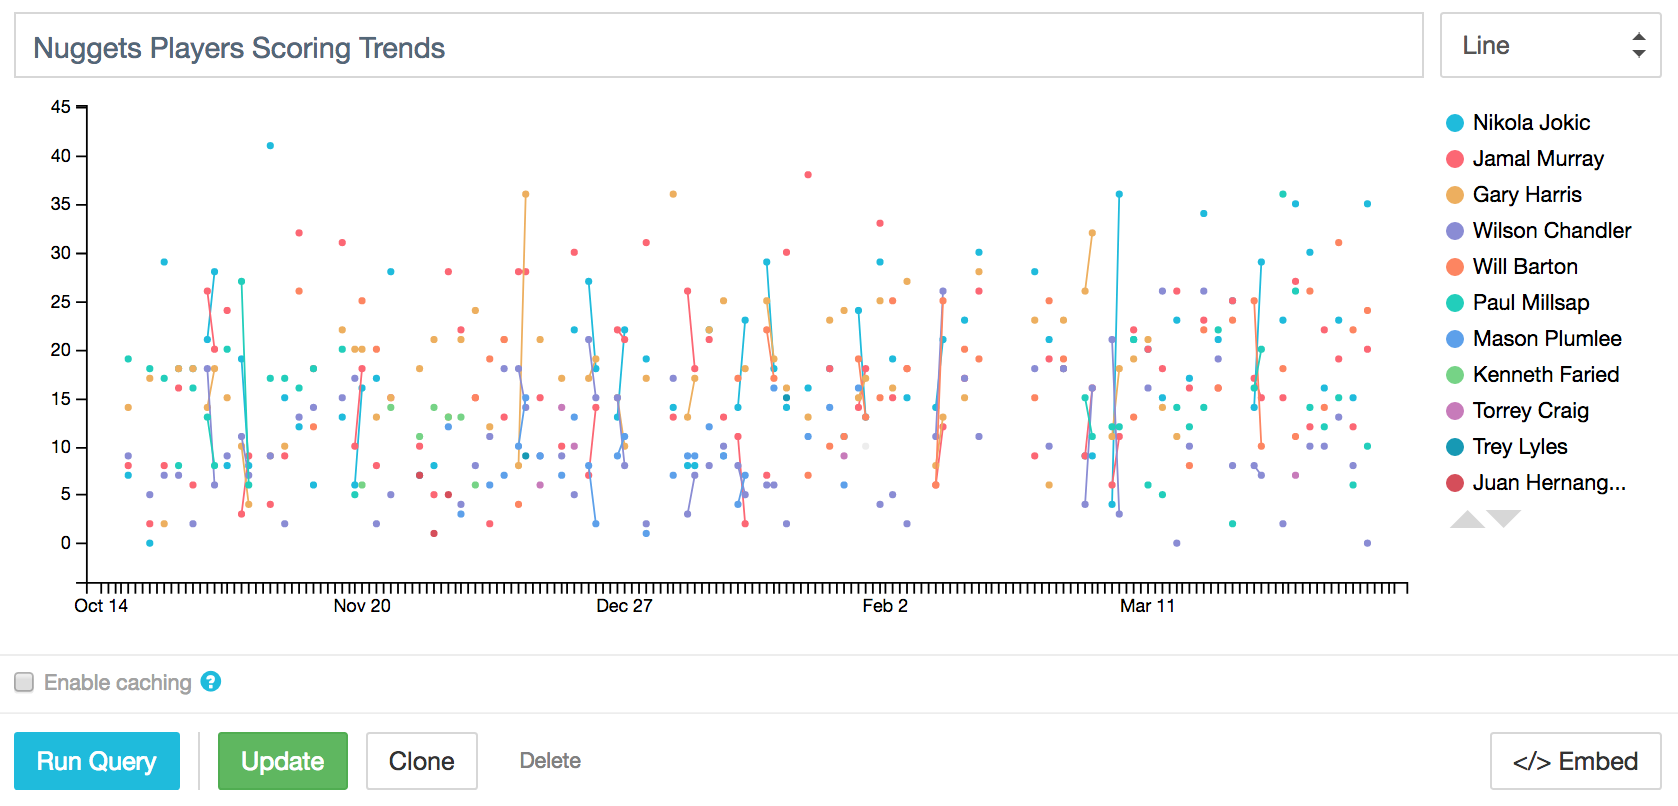 Nuggets Players Scoring Trends
Line
45
40
35
30
25
20
15
10
5
0
Oct 14
Nov 20
Dec 27
Feb 2
Mar 11
Nikola Jokic
Jamal Murray
Gary Harris
Wilson Chandler
Will Barton
Paul Millsap
Mason Plumlee
Kenneth Faried
Torrey Craig
Trey Lyles
Juan Hernang...
Enable caching ?
Run Query
Update
Clone
Delete
</> Embed